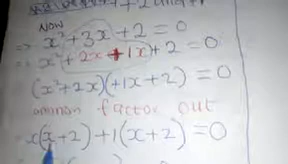 Now
⇒ x² + 3x + 2 = 0
⇒ x² + 2x + 1x + 2 = 0
(x² + 2x)(+1x + 2) = 0
factor out
x(x + 2) + 1(x + 2) = 0